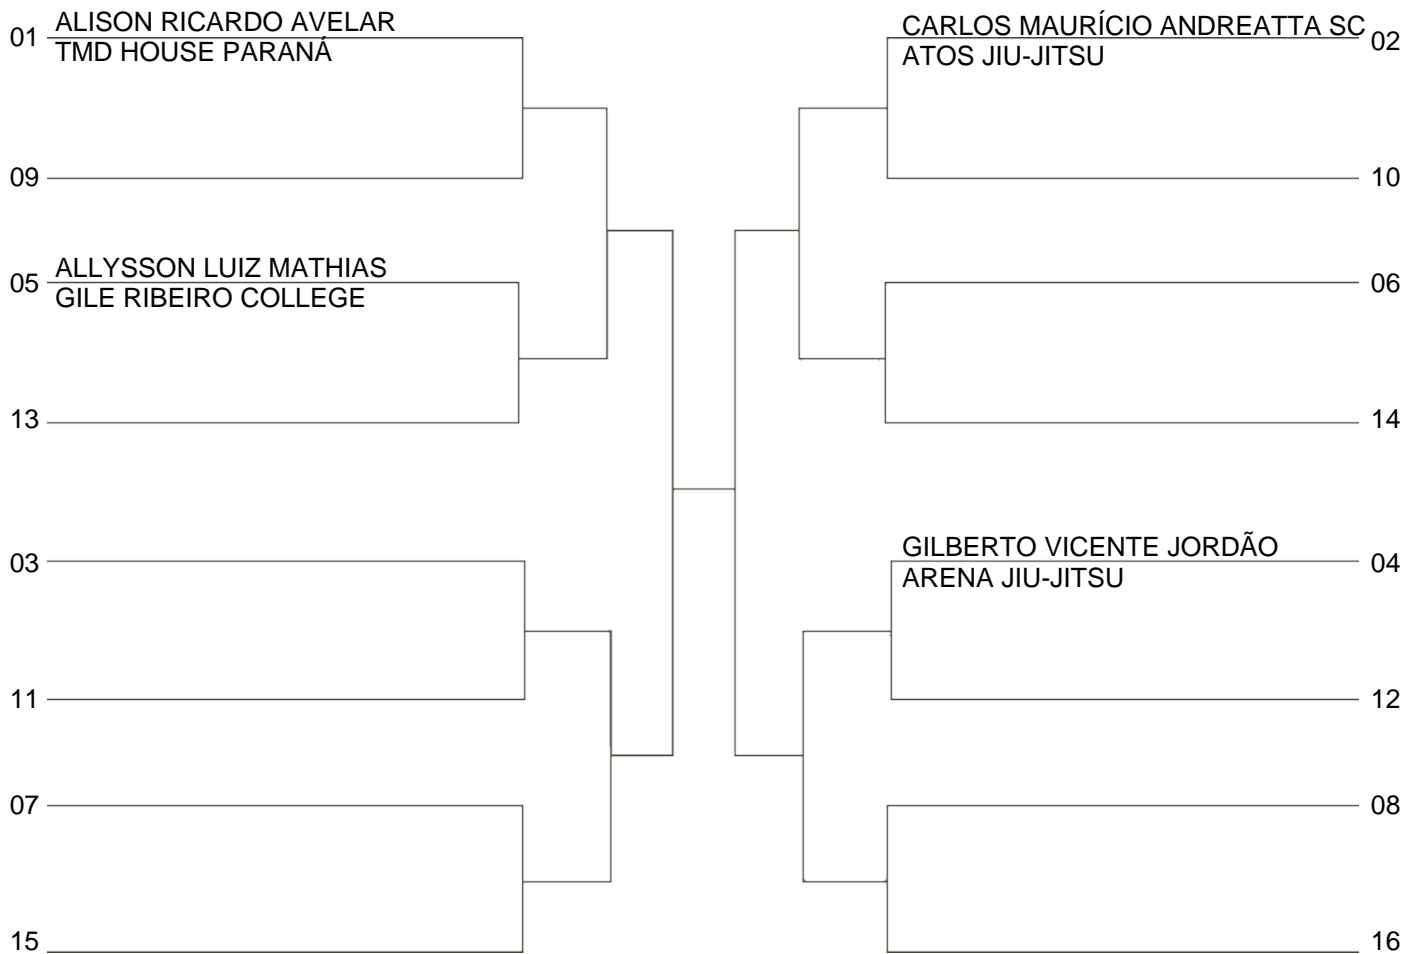 01 ALISON RICARDO AVELAR
TMD HOUSE PARANÁ
09
05 ALLYSSON LUIZ MATHIAS
GILE RIBEIRO COLLEGE
13
03
11
07
15
CARLOS MAURÍCIO ANDREATTA SC 02
ATOS JIU-JITSU
10
06
14
GILBERTO VICENTE JORDÃO
ARENA JIU-JITSU 04
12
08
16